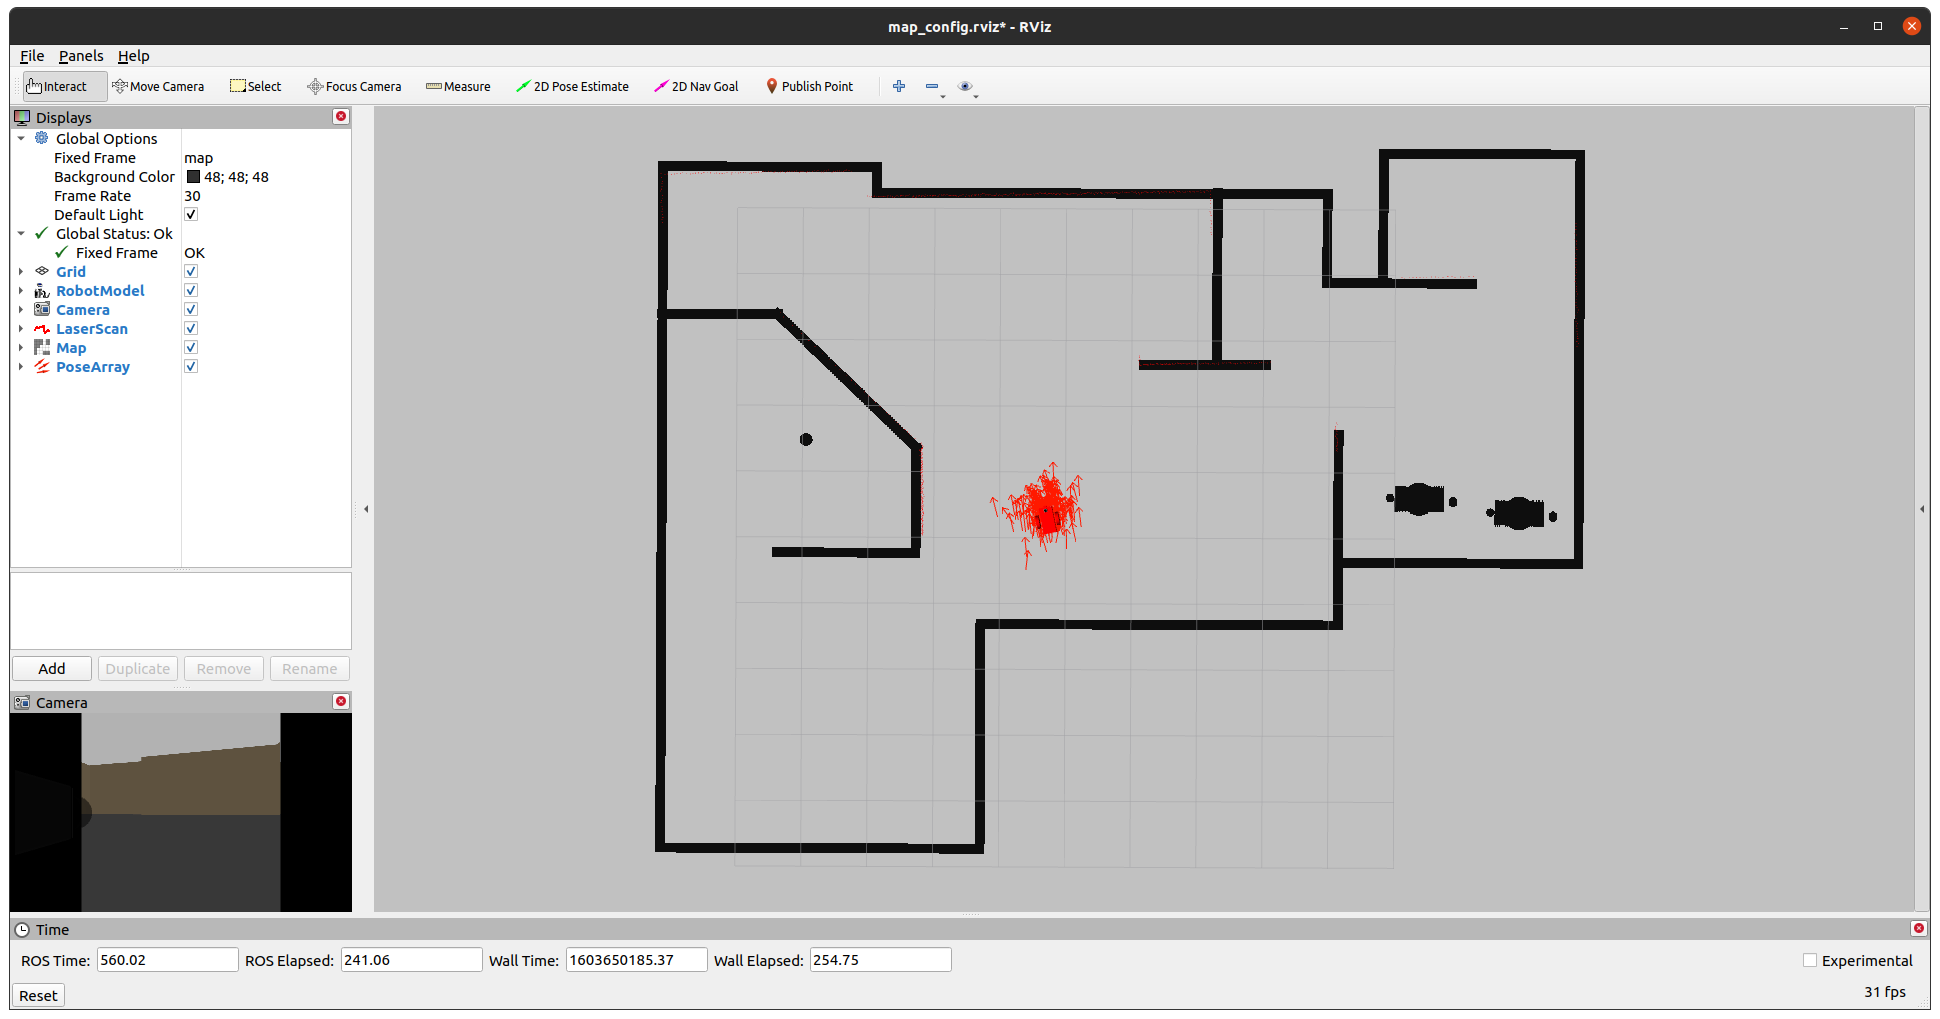 map_config.rviz* - RViz
File Panels Help
Interact Move Camera Select Focus Camera Measure 2D Pose Estimate 2D Nav Goal Publish Point
Displays
Global Options
Fixed Frame map
Background Color 48; 48; 48
Frame Rate 30
Default Light
Global Status: Ok
Fixed Frame OK
Grid
RobotModel
Camera
LaserScan
Map
PoseArray
Add Duplicate Remove Rename
Camera
Time
ROS Time: 560.02 ROS Elapsed: 241.06 Wall Time: 1603650185.37 Wall Elapsed: 254.75 Experimental
Reset 31 fps